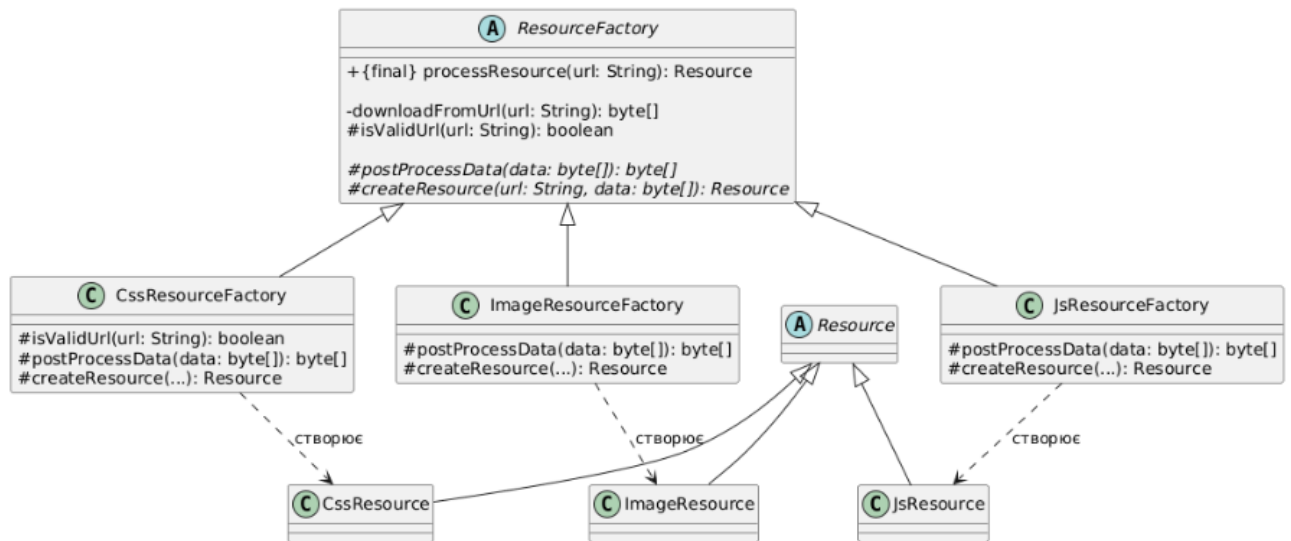 A ResourceFactory
+{final} processResource(url: String): Resource
-downloadFromUrl(url: String): byte[]
#isValidUrl(url: String): boolean
#postProcessData(data: byte[]): byte[]
#createResource(url: String, data: byte[]): Resource
C CssResourceFactory
#isValidUrl(url: String): boolean
#postProcessData(data: byte[]): byte[]
#createResource(...): Resource
C ImageResourceFactory
#postProcessData(data: byte[]): byte[]
#createResource(...): Resource
A Resource
C JsResourceFactory
#postProcessData(data: byte[]): byte[]
#createResource(...): Resource
створює
створює
створює
C CssResource
C ImageResource
C JsResource